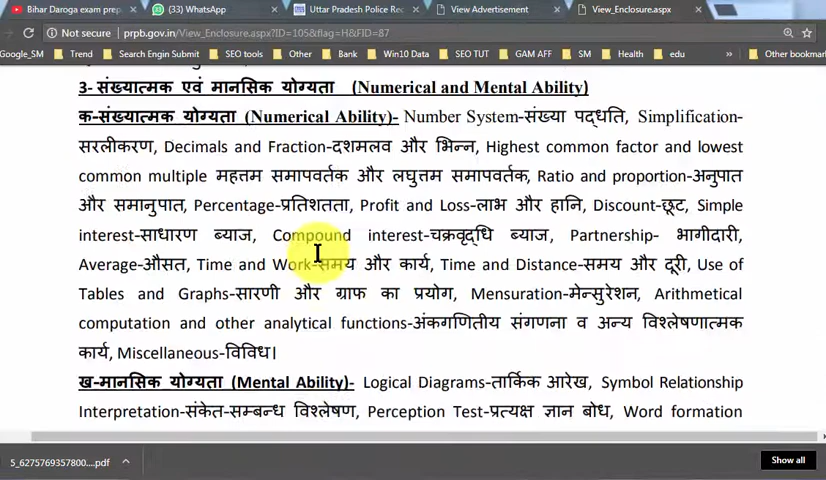 Bihar Daroga exam prep
(33) WhatsApp
Uttar Pradesh Police Rec
View Advertisement
View_Enclosure.aspx
Not secure | prpb.gov.in/View_Enclosure.aspx?ID=105&flag=H&FID=87
Google_SM Trend Search Engin Submit SEO tools Other Bank Win10 Data SEO TUT GAM AFF SM Health edu » Other bookmar
3- संख्यात्मक एवं मानसिक योग्यता (Numerical and Mental Ability)
क-संख्यात्मक योग्यता (Numerical Ability)- Number System-संख्या पद्धति, Simplification-
सरलीकरण, Decimals and Fraction-दशमलव और भिन्न, Highest common factor and lowest
common multiple महत्तम समापवर्तक और लघुत्तम समापवर्तक, Ratio and proportion-अनुपात
और समानुपात, Percentage-प्रतिशतता, Profit and Loss-लाभ और हानि, Discount-छूट, Simple
interest-साधारण ब्याज, Compound interest-चक्रवृद्धि ब्याज, Partnership- भागीदारी,
Average-औसत, Time and Work-समय और कार्य, Time and Distance-समय और दूरी, Use of
Tables and Graphs-सारणी और ग्राफ का प्रयोग, Mensuration-मेन्सुरेशन, Arithmetical
computation and other analytical functions-अंकगणितीय संगणना व अन्य विश्लेषणात्मक
कार्य, Miscellaneous-विविध।
ख-मानसिक योग्यता (Mental Ability)- Logical Diagrams-तार्किक आरेख, Symbol Relationship
Interpretation-संकेत-सम्बन्ध विश्लेषण, Perception Test-प्रत्यक्ष ज्ञान बोध, Word formation
5_6275769357800....pdf
Show all